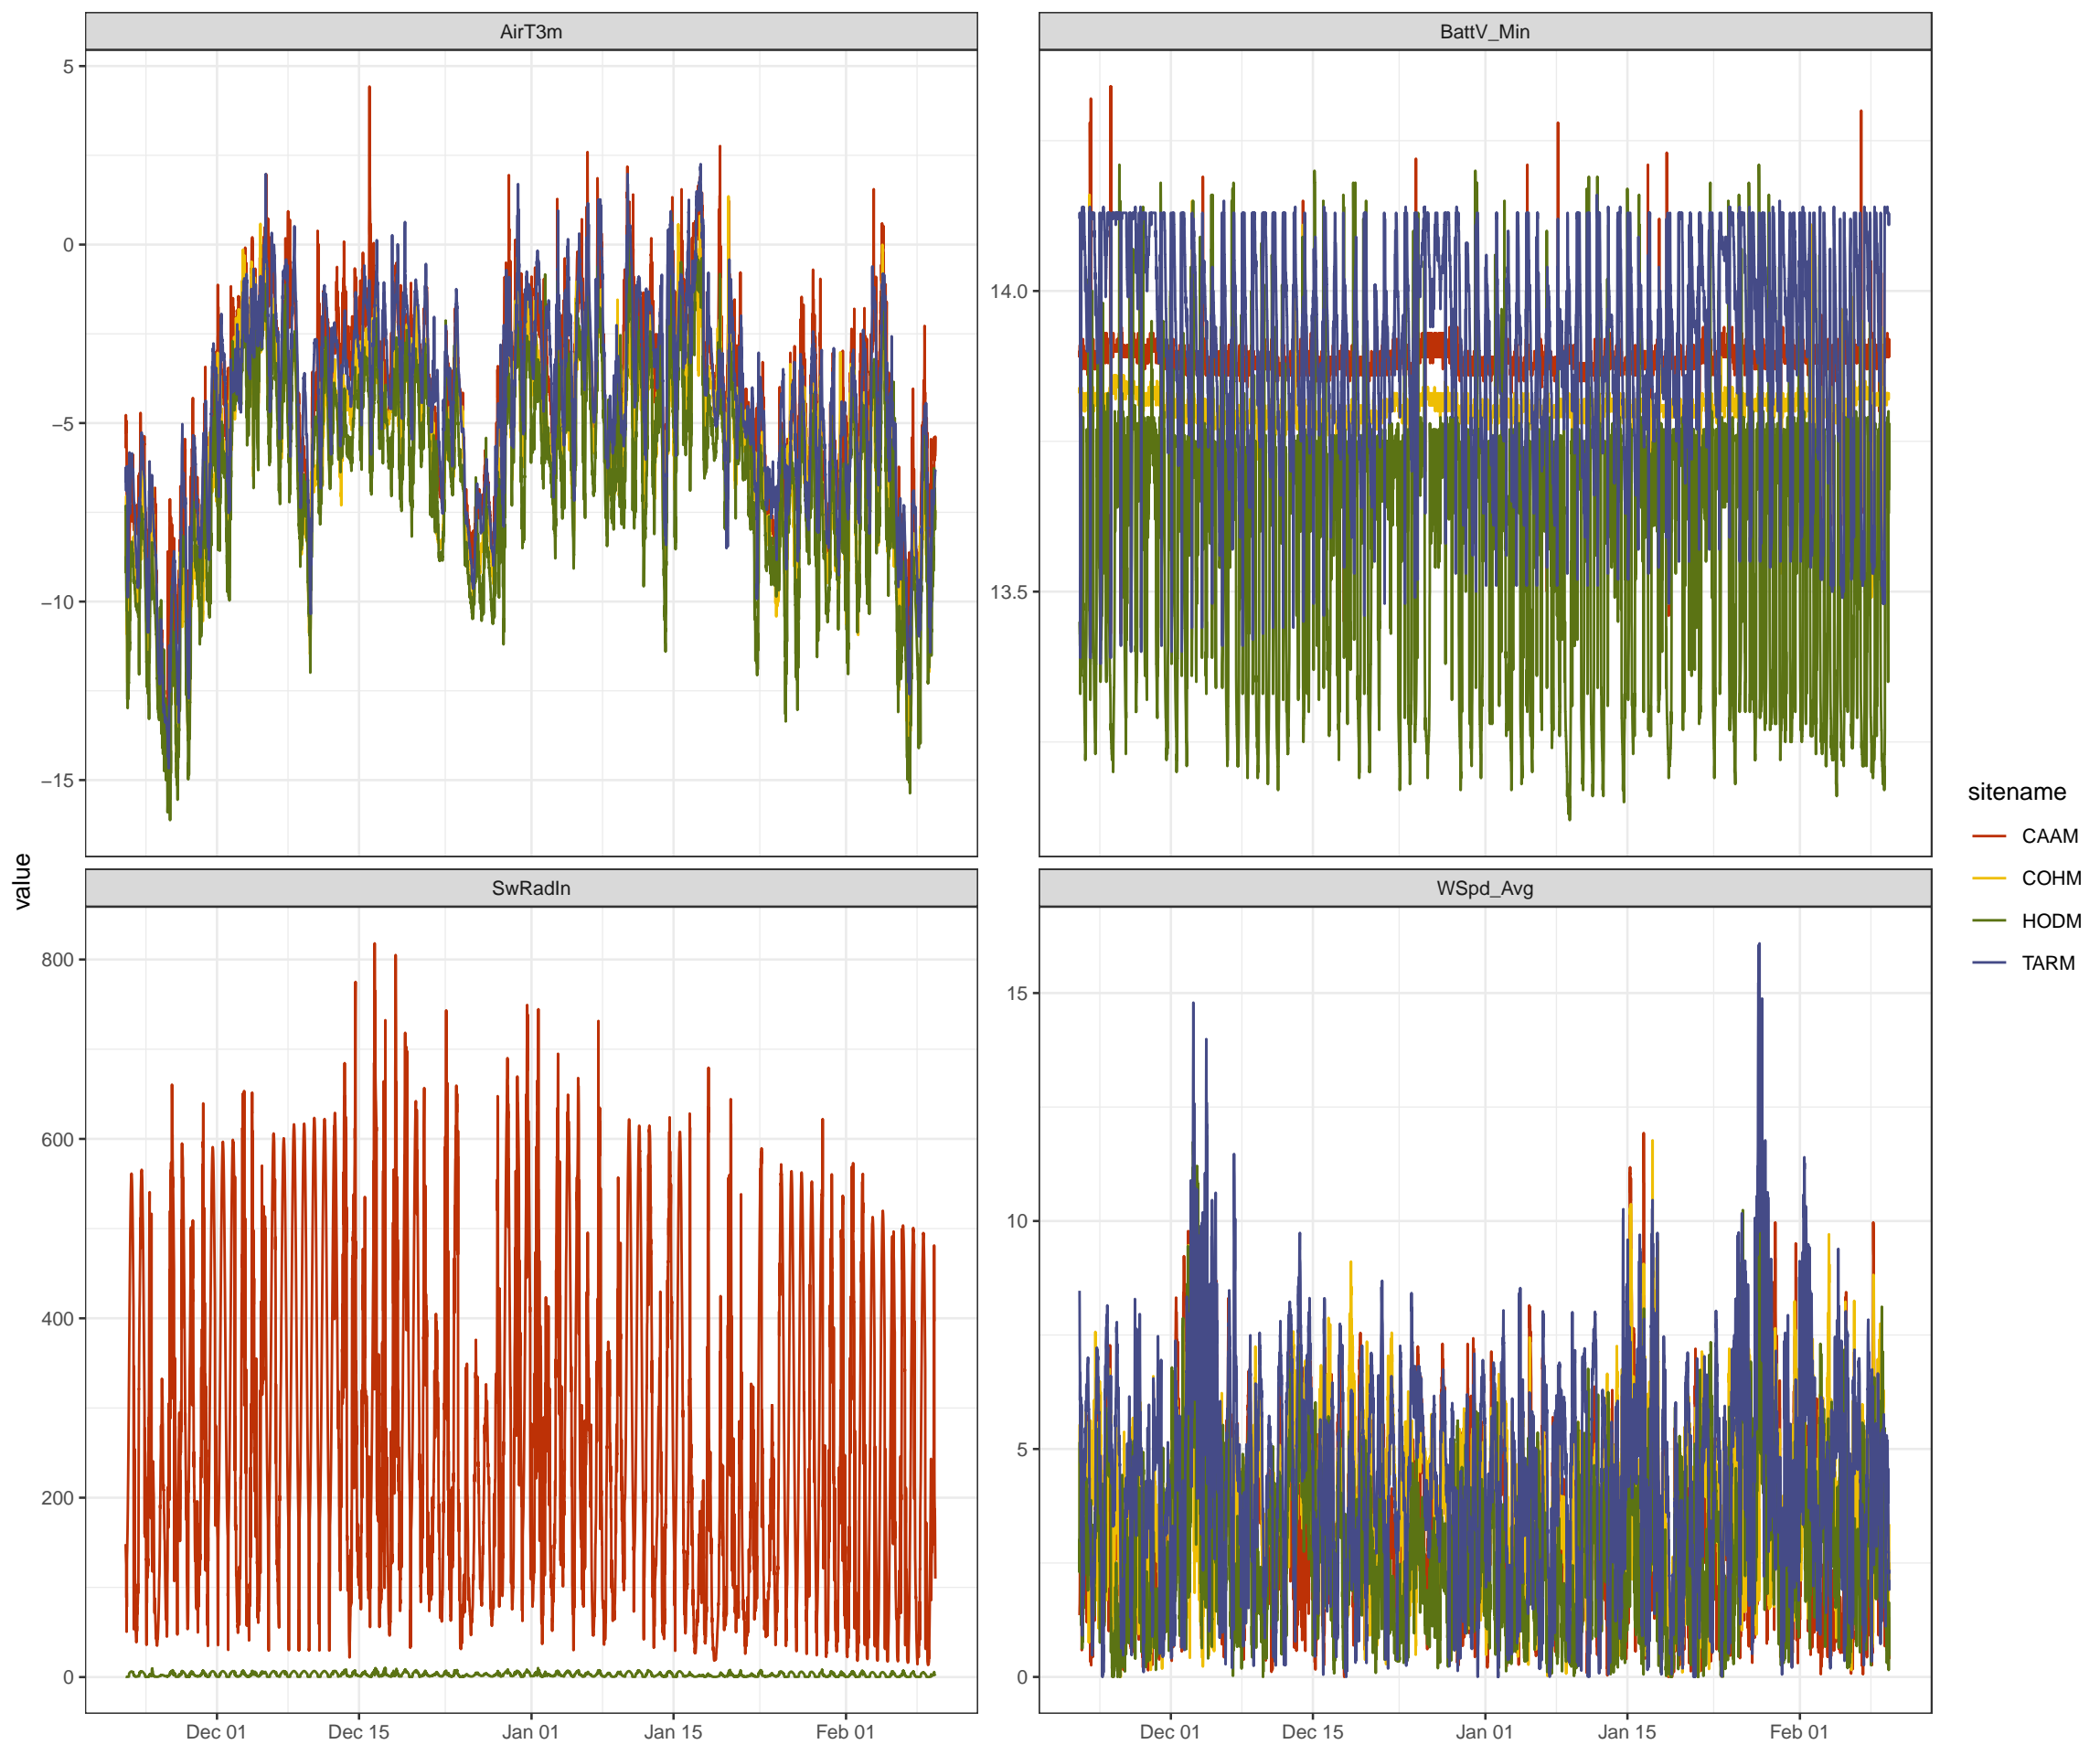 AirT3m
BattV_Min
5
0
−5
−10
−15
14.0
13.5
SwRadIn
WSpd_Avg
800
600
400
200
0
15
10
5
0
Dec 01 Dec 15 Jan 01 Jan 15 Feb 01
Dec 01 Dec 15 Jan 01 Jan 15 Feb 01
value
sitename
CAAM
COHM
HODM
TARM